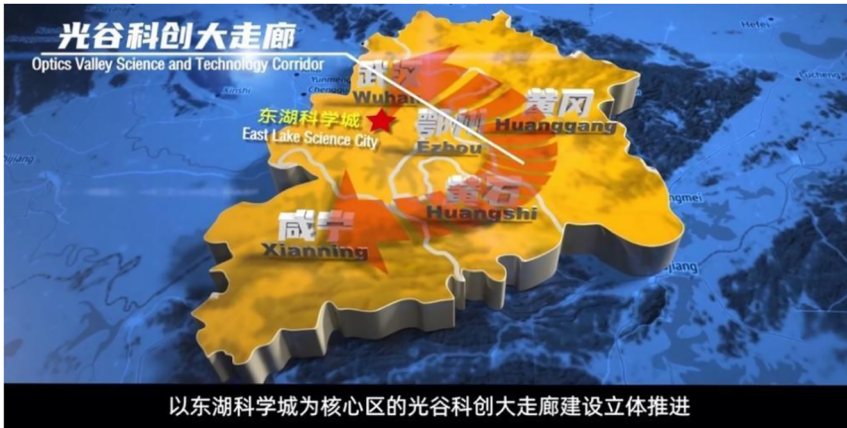 光谷科创大走廊
Optics Valley Science and Technology Corridor
Hefei
武汉
Wuhan
黄冈
Huanggang
东湖科学城
East Lake Science City
鄂州
Ezhou
黄石
Huangshi
咸宁
Xianning
以东湖科学城为核心区的光谷科创大走廊建设立体推进